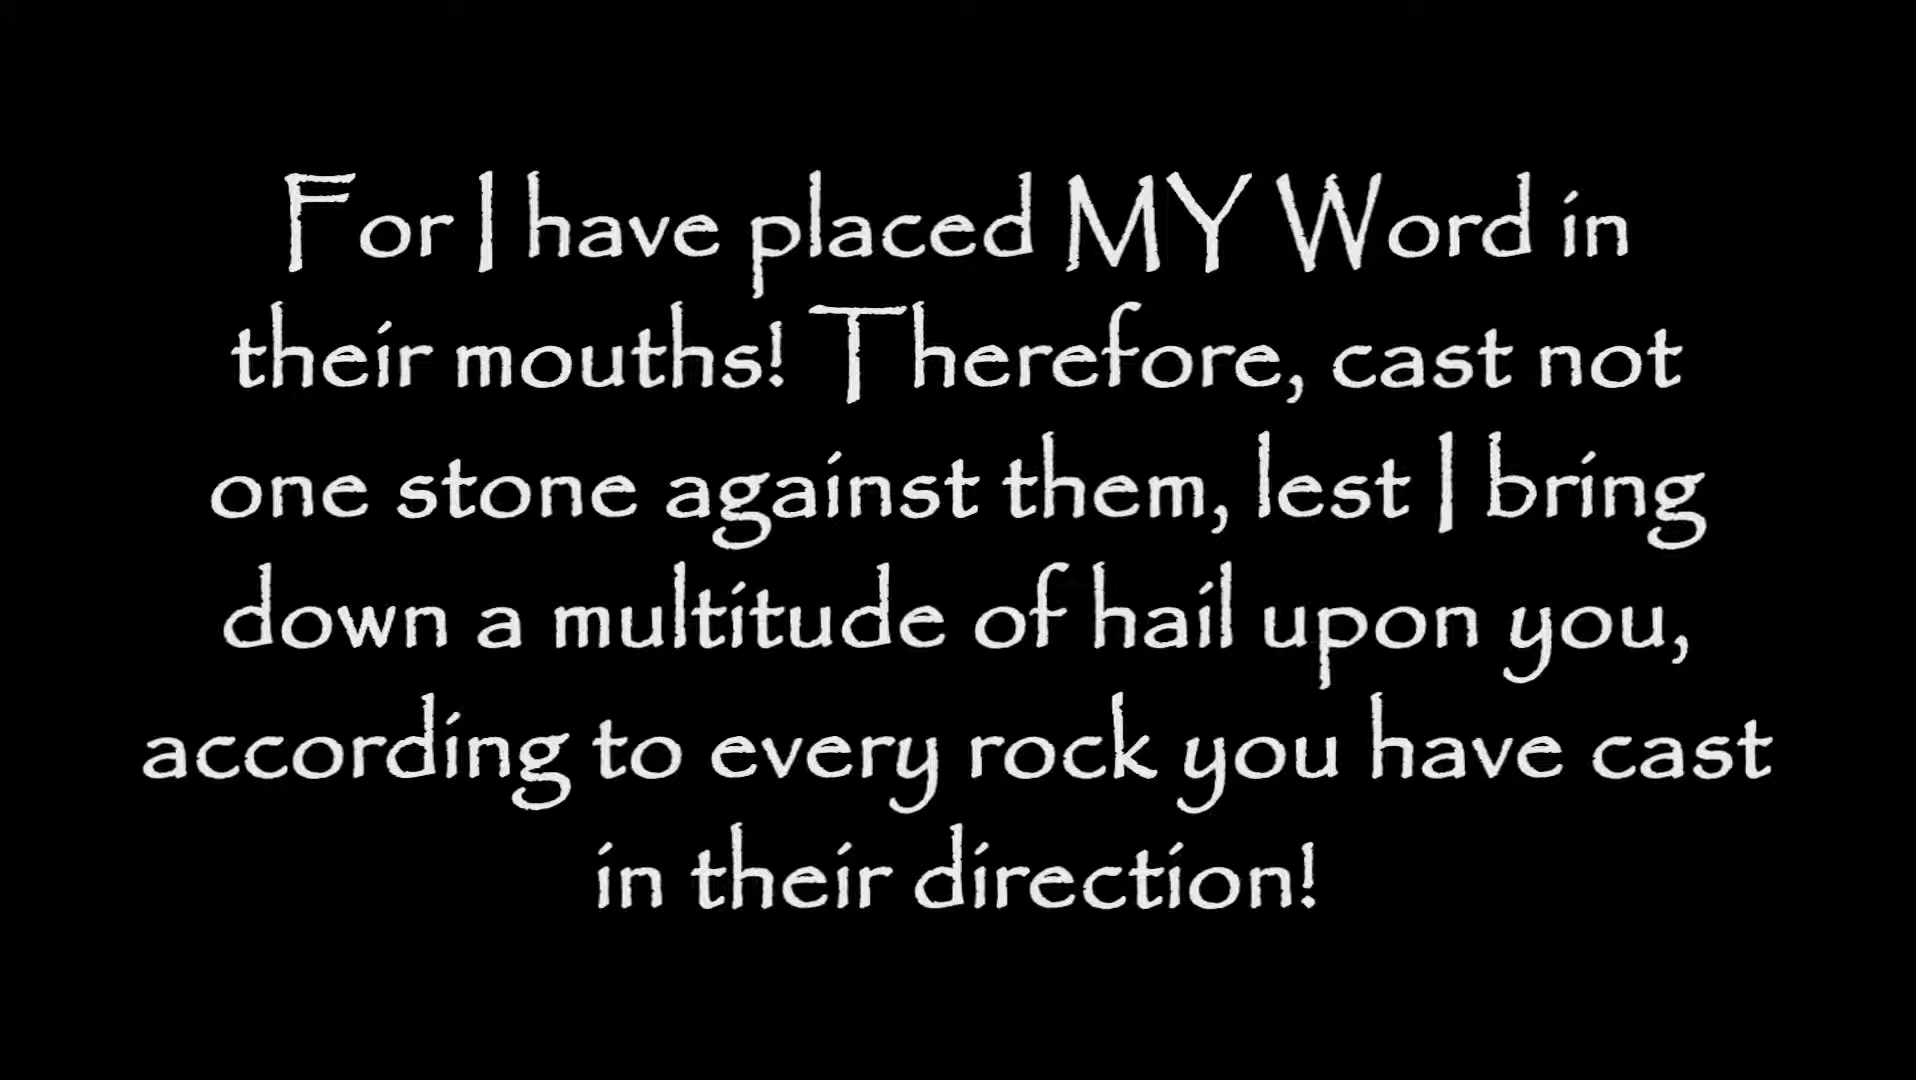 For I have placed MY Word in
their mouths! Therefore, cast not
one stone against them, lest I bring
down a multitude of hail upon you,
according to every rock you have cast
in their direction!